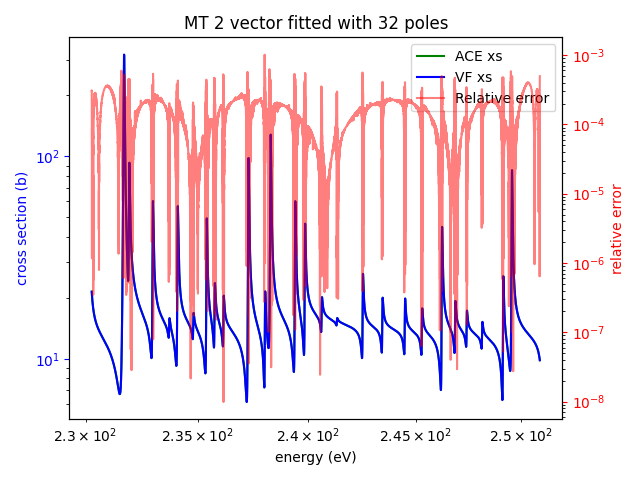 MT 2 vector fitted with 32 poles
ACE xs
VF xs
Relative error
cross section (b)
10²
10¹
relative error
10⁻³
10⁻⁴
10⁻⁵
10⁻⁶
10⁻⁷
10⁻⁸
2.3 × 10² 2.35 × 10² 2.4 × 10² 2.45 × 10² 2.5 × 10²
energy (eV)